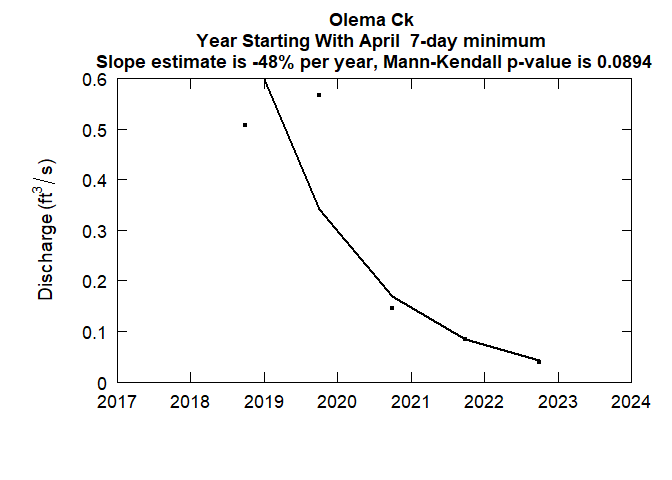 Olema Ck
Year Starting With April  7-day minimum
Slope estimate is -48% per year, Mann-Kendall p-value is 0.0894
Discharge (ft³/s)
0.6
0.5
0.4
0.3
0.2
0.1
0
2017 2018 2019 2020 2021 2022 2023 2024